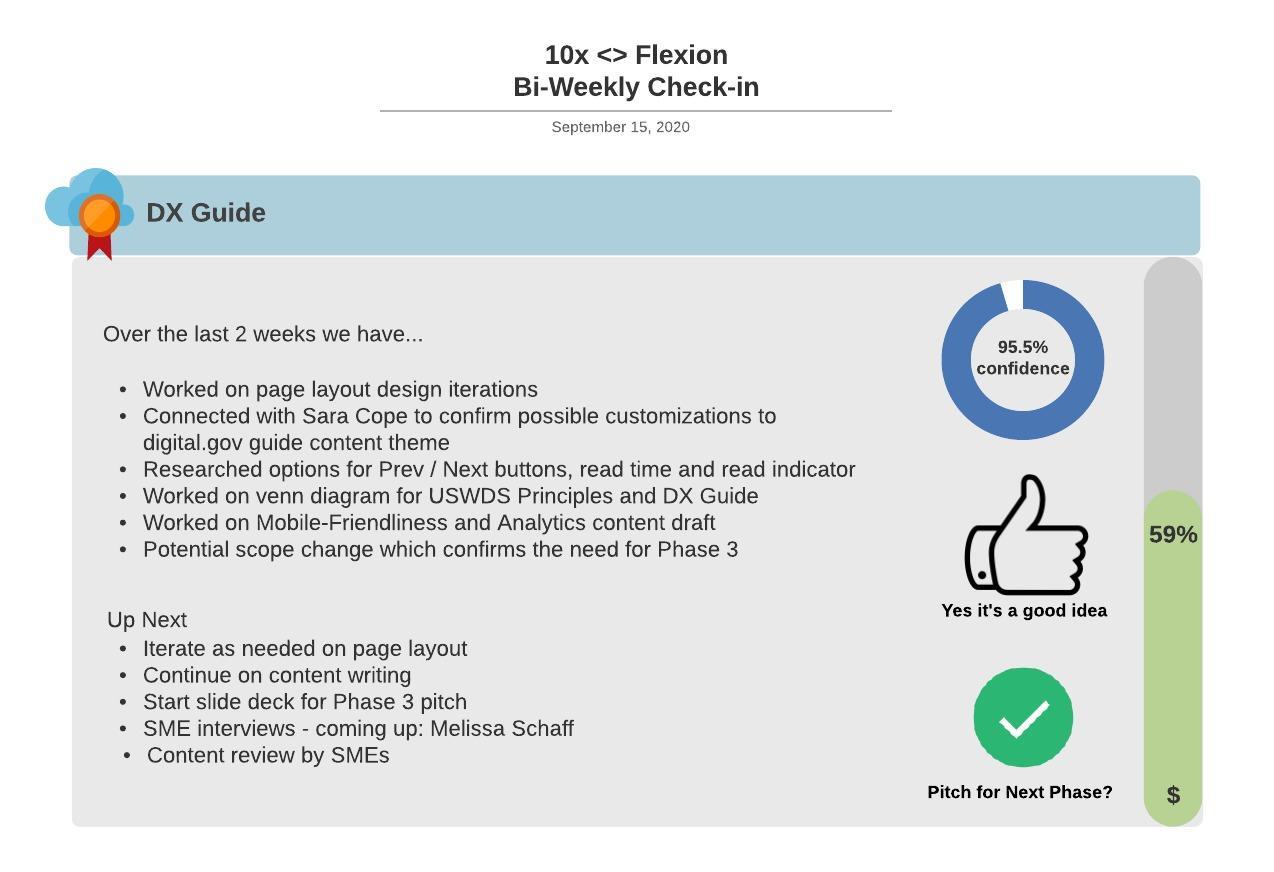 10x <> Flexion
Bi-Weekly Check-in
September 15, 2020
DX Guide
Over the last 2 weeks we have...
• Worked on page layout design iterations
• Connected with Sara Cope to confirm possible customizations to
digital.gov guide content theme
• Researched options for Prev / Next buttons, read time and read indicator
• Worked on venn diagram for USWDS Principles and DX Guide
• Worked on Mobile-Friendliness and Analytics content draft
• Potential scope change which confirms the need for Phase 3
Up Next
• Iterate as needed on page layout
• Continue on content writing
• Start slide deck for Phase 3 pitch
• SME interviews - coming up: Melissa Schaff
• Content review by SMEs
95.5%
confidence
Yes it's a good idea
Pitch for Next Phase?
59%
$